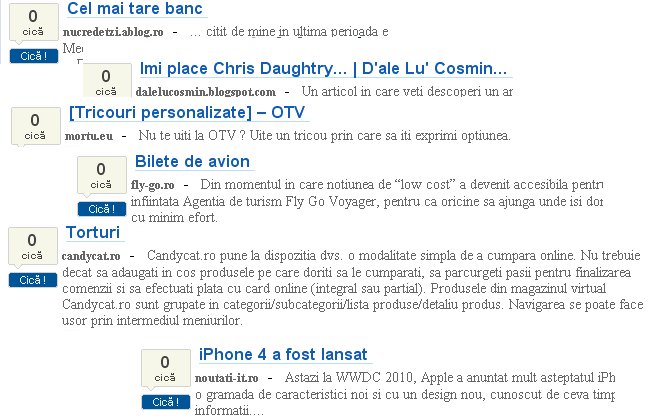 Cel mai tare banc
0
cică
Cică !
nucredetzi.ablog.ro - ... citit de mine in ultima perioada e
Imi place Chris Daughtry... | D'ale Lu' Cosmin...
0
cică
dalelucosmin.blogspot.com - Un articol in care veti descoperi un ar
[Tricouri personalizate] – OTV
0
cică
mortu.eu - Nu te uiti la OTV ? Uite un tricou prin care sa iti exprimi optiunea.
Bilete de avion
0
cică
Cică !
fly-go.ro - Din momentul in care notiunea de “low cost” a devenit accesibila pentru
infiintata Agentia de turism Fly Go Voyager, pentru ca oricine sa ajunga unde isi dor
cu minim efort.
Torturi
0
cică
Cică !
candycat.ro - Candycat.ro pune la dispozitia dvs. o modalitate simpla de a cumpara online. Nu trebuie
decat sa adaugati in cos produsele pe care doriti sa le cumparati, sa parcurgeti pasii pentru finalizarea
comenzii si sa efectuati plata cu card online (integral sau partial). Produsele din magazinul virtual
Candycat.ro sunt grupate in categorii/subcategorii/lista produse/detaliu produs. Navigarea se poate face
usor prin intermediul meniurilor.
iPhone 4 a fost lansat
0
cică
Cică !
noutati-it.ro - Astazi la WWDC 2010, Apple a anuntat mult asteptatul iPh
o gramada de caracteristici noi si cu un design nou, cunoscut de ceva timp
informatii....